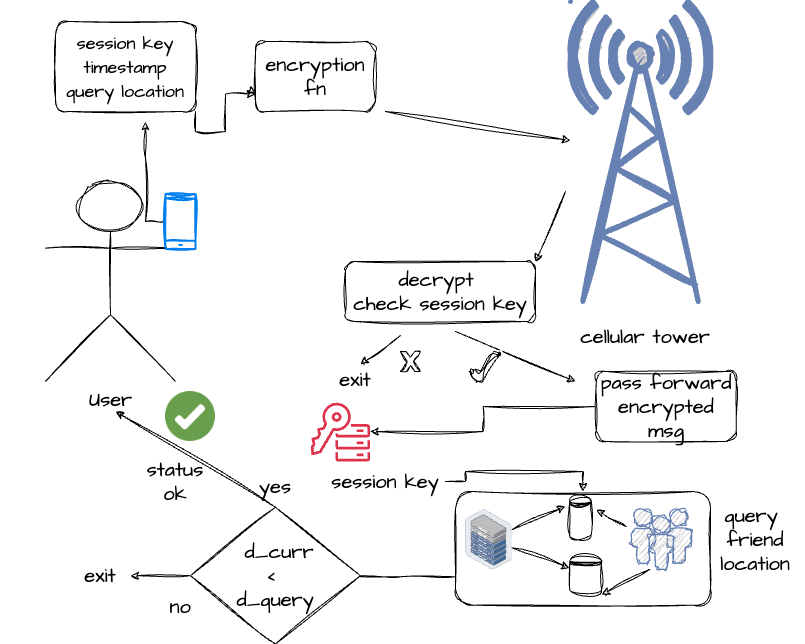 session key
timestamp
query location
encryption
fn
decrypt
check session key
cellular tower
exit
X
pass forward
encrypted
msg
user
status
ok
yes
session key
query
friend
location
d_curr
<
d_query
exit
no